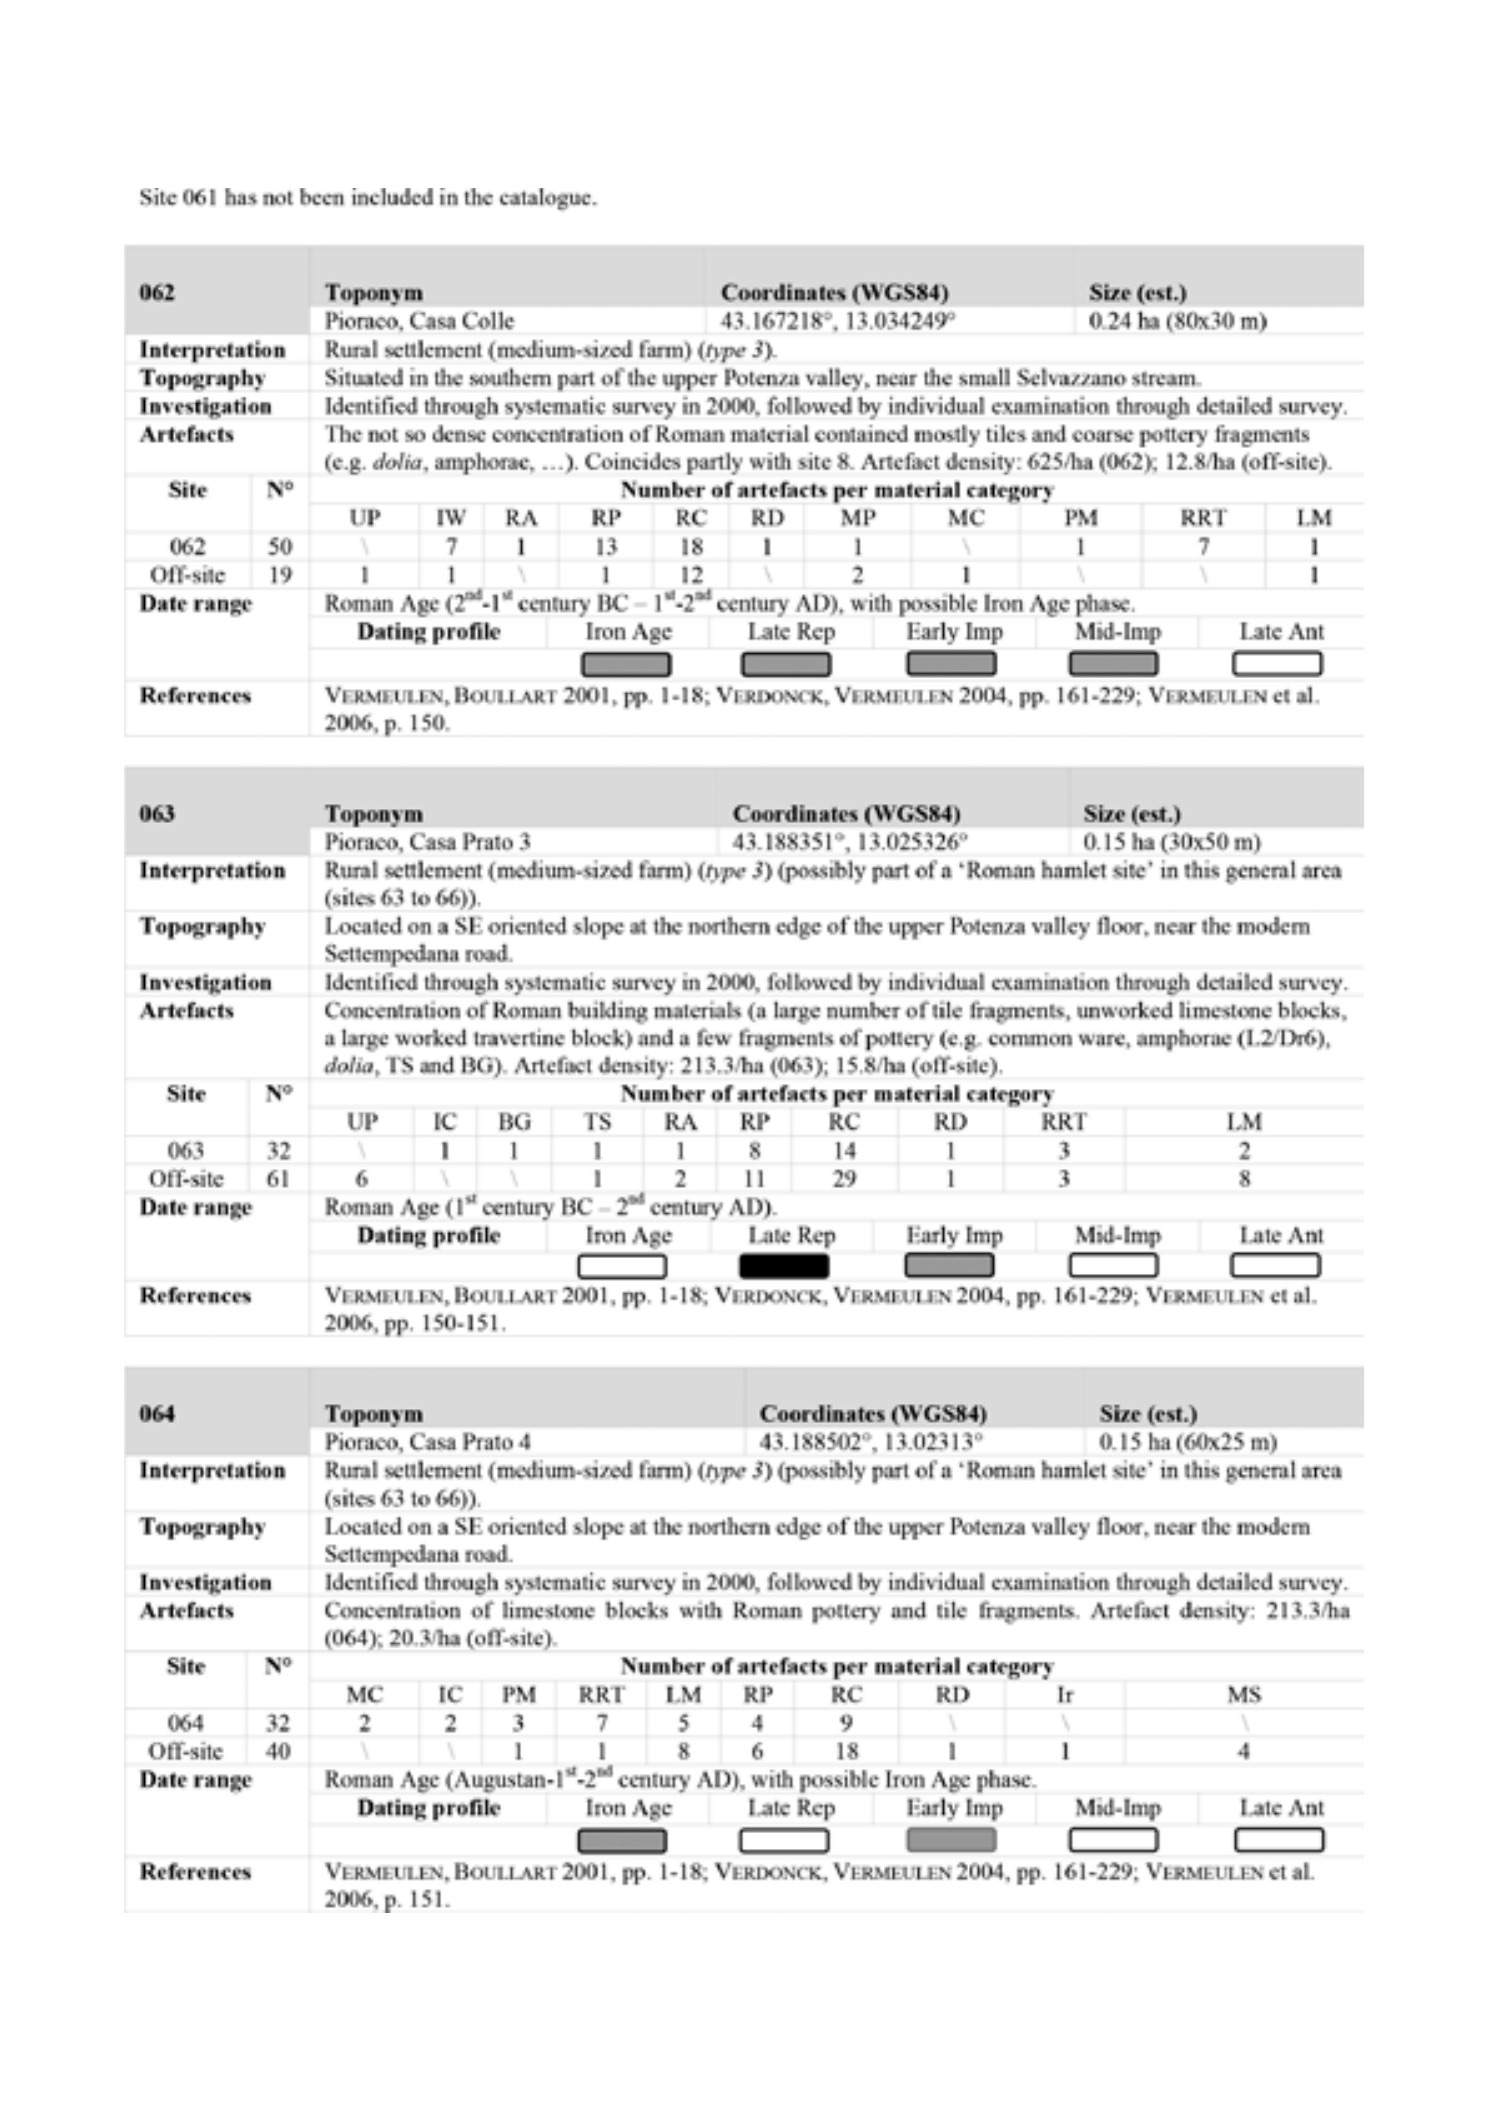 Site 061 has not been included in the catalogue.
062 Toponym Coordinates (WGS84) Size (est.)
Pioraco, Casa Colle 43.167218°, 13.034249° 0.24 ha (80x30 m)
Interpretation Rural settlement (medium-sized farm) (type 3).
Topography Situated in the southern part of the upper Potenza valley, near the small Selvazzano stream.
Investigation Identified through systematic survey in 2000, followed by individual examination through detailed survey.
Artefacts The not so dense concentration of Roman material contained mostly tiles and coarse pottery fragments
(e.g. dolia, amphorae, …). Coincides partly with site 8. Artefact density: 625/ha (062); 12.8/ha (off-site).
Site N° Number of artefacts per material category
UP IW RA RP RC RD MP MC PM RRT LM
062 50 \ 7 1 13 18 1 1 \ 1 7 1
Off-site 19 1 1 \ 1 12 \ 2 1 \ \ 1
Date range Roman Age (2nd-1st century BC – 1st-2nd century AD), with possible Iron Age phase.
Dating profile Iron Age Late Rep Early Imp Mid-Imp Late Ant
References VERMEULEN, BOULLART 2001, pp. 1-18; VERDONCK, VERMEULEN 2004, pp. 161-229; VERMEULEN et al.
2006, p. 150.
063 Toponym Coordinates (WGS84) Size (est.)
Pioraco, Casa Prato 3 43.188351°, 13.025326° 0.15 ha (30x50 m)
Interpretation Rural settlement (medium-sized farm) (type 3) (possibly part of a ‘Roman hamlet site’ in this general area
(sites 63 to 66)).
Topography Located on a SE oriented slope at the northern edge of the upper Potenza valley floor, near the modern
Settempedana road.
Investigation Identified through systematic survey in 2000, followed by individual examination through detailed survey.
Artefacts Concentration of Roman building materials (a large number of tile fragments, unworked limestone blocks,
a large worked travertine block) and a few fragments of pottery (e.g. common ware, amphorae (L2/Dr6),
dolia, TS and BG). Artefact density: 213.3/ha (063); 15.8/ha (off-site).
Site N° Number of artefacts per material category
UP IC BG TS RA RP RC RD RRT LM
063 32 \ 1 1 1 1 8 14 1 3 2
Off-site 61 6 \ \ 1 2 11 29 1 3 8
Date range Roman Age (1st century BC – 2nd century AD).
Dating profile Iron Age Late Rep Early Imp Mid-Imp Late Ant
References VERMEULEN, BOULLART 2001, pp. 1-18; VERDONCK, VERMEULEN 2004, pp. 161-229; VERMEULEN et al.
2006, pp. 150-151.
064 Toponym Coordinates (WGS84) Size (est.)
Pioraco, Casa Prato 4 43.188502°, 13.02313° 0.15 ha (60x25 m)
Interpretation Rural settlement (medium-sized farm) (type 3) (possibly part of a ‘Roman hamlet site’ in this general area
(sites 63 to 66)).
Topography Located on a SE oriented slope at the northern edge of the upper Potenza valley floor, near the modern
Settempedana road.
Investigation Identified through systematic survey in 2000, followed by individual examination through detailed survey.
Artefacts Concentration of limestone blocks with Roman pottery and tile fragments. Artefact density: 213.3/ha
(064); 20.3/ha (off-site).
Site N° Number of artefacts per material category
MC IC PM RRT LM RP RC RD Ir MS
064 32 2 2 3 7 5 4 9 \ \ \
Off-site 40 \ \ 1 1 8 6 18 1 1 4
Date range Roman Age (Augustan-1st-2nd century AD), with possible Iron Age phase.
Dating profile Iron Age Late Rep Early Imp Mid-Imp Late Ant
References VERMEULEN, BOULLART 2001, pp. 1-18; VERDONCK, VERMEULEN 2004, pp. 161-229; VERMEULEN et al.
2006, p. 151.